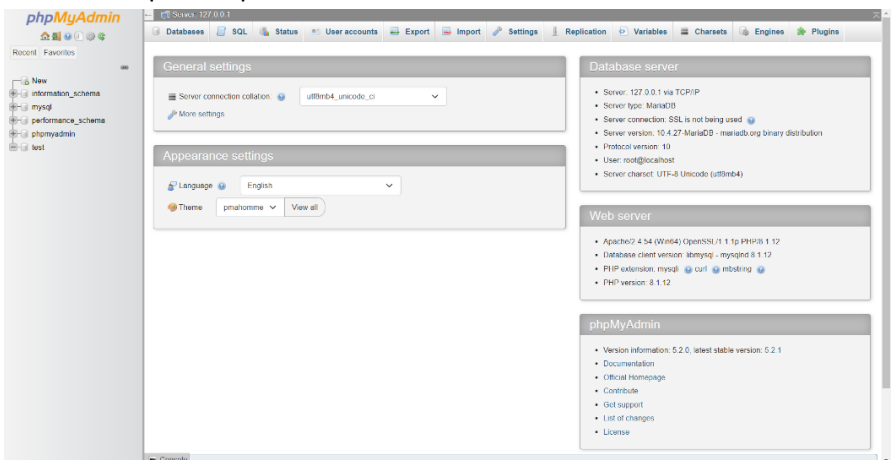 phpMyAdmin
Recent Favorites
New
information_schema
mysql
performance_schema
phpmyadmin
test
Server: 127.0.0.1
Databases SQL Status User accounts Export Import Settings Replication Variables Charsets Engines Plugins
General settings
Server connection collation: utf8mb4_unicode_ci
More settings
Appearance settings
Language English
Theme pmahomme View all
Database server
Server: 127.0.0.1 via TCP/IP
Server type: MariaDB
Server connection: SSL is not being used
Server version: 10.4.27-MariaDB - mariadb.org binary distribution
Protocol version: 10
User: root@localhost
Server charset: UTF-8 Unicode (utf8mb4)
Web server
Apache/2.4.54 (Win64) OpenSSL/1.1.1p PHP/8.1.12
Database client version: libmysql - mysqlnd 8.1.12
PHP extension: mysqli curl mbstring
PHP version: 8.1.12
phpMyAdmin
Version information: 5.2.0, latest stable version: 5.2.1
Documentation
Official Homepage
Contribute
Get support
List of changes
License
Console